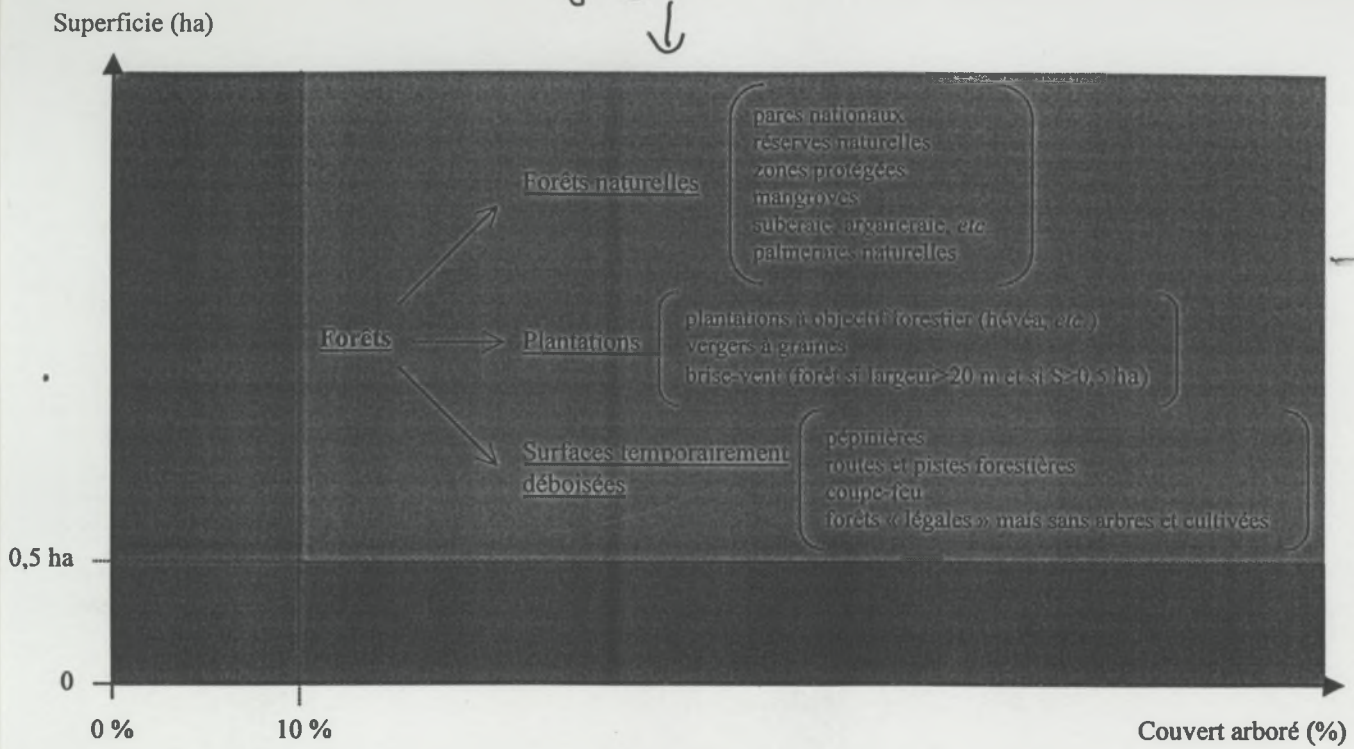 Superficie (ha)
parcs nationaux
réserves naturelles
zones protégées
Forêts naturelles
mangroves
suberaie, arganeraie, etc
palmeraies naturelles
plantations à objectif forestier (hévéa, etc.)
Forêts
Plantations
vergers à graines
brise-vent (forêt si largeur>20 m et si S>0,5 ha)
pépinières
Surfaces temporairement
déboisées
routes et pistes forestières
coupe-feu
forêts « légales » mais sans arbres et cultivées
0,5 ha
0
0 %
10 %
Couvert arboré (%)